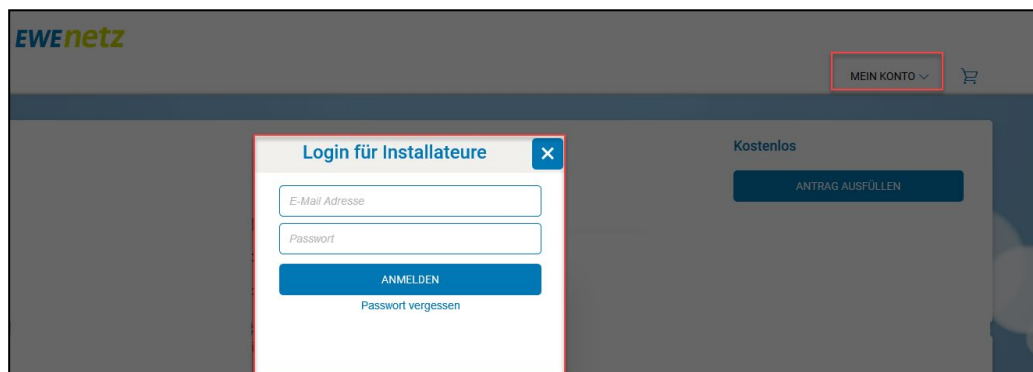 EWEnetz
MEIN KONTO
Login für Installateure
E-Mail Adresse
Passwort
ANMELDEN
Passwort vergessen
Kostenlos
ANTRAG AUSFÜLLEN